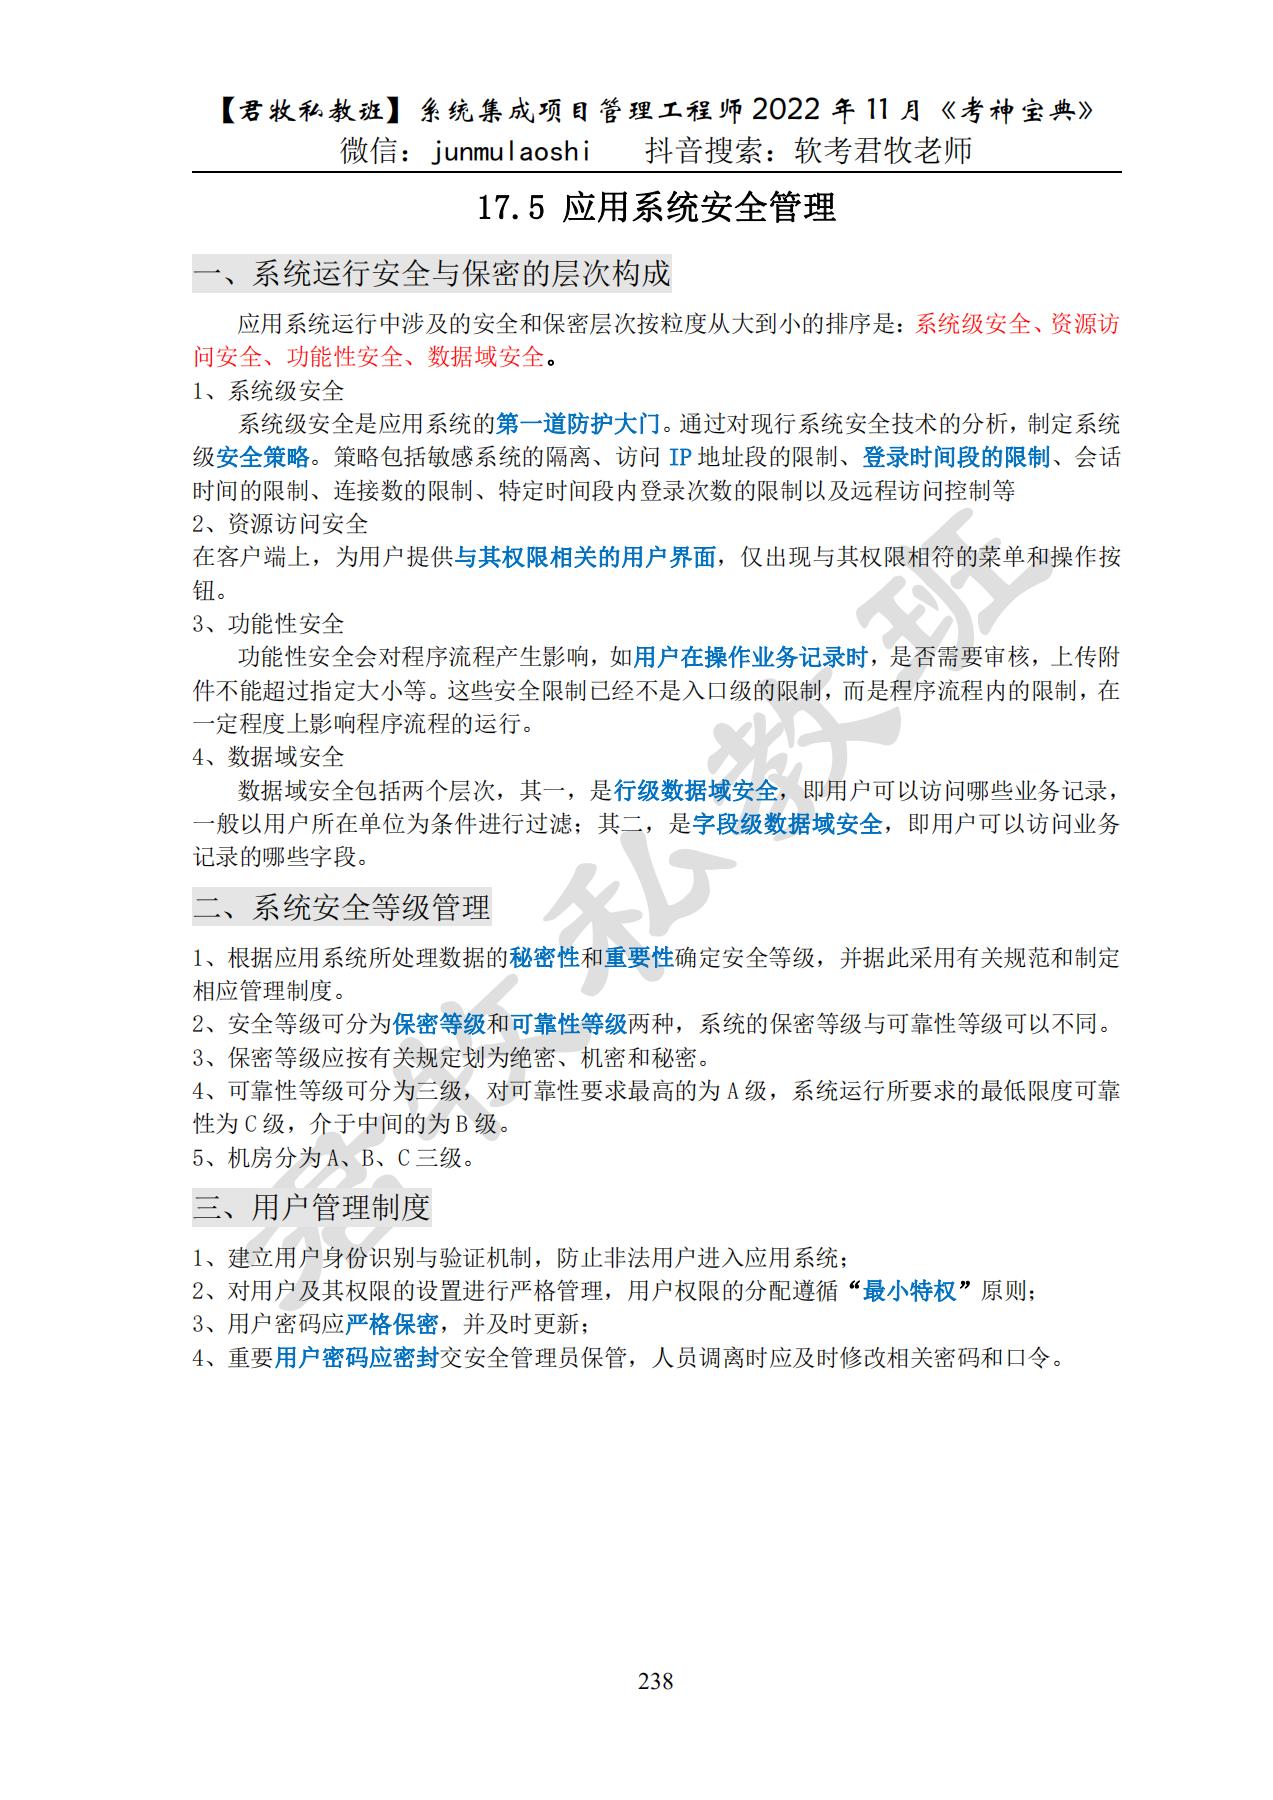 【君牧私教班】系统集成项目管理工程师 2022 年 11 月《考神宝典》
微信：junmulaoshi 抖音搜索：软考君牧老师
17.5 应用系统安全管理
一、系统运行安全与保密的层次构成
应用系统运行中涉及的安全和保密层次按粒度从大到小的排序是：系统级安全、资源访
问安全、功能性安全、数据域安全。
1、系统级安全
系统级安全是应用系统的第一道防护大门。通过对现行系统安全技术的分析，制定系统
级安全策略。策略包括敏感系统的隔离、访问 IP 地址段的限制、登录时间段的限制、会话
时间的限制、连接数的限制、特定时间段内登录次数的限制以及远程访问控制等
2、资源访问安全
在客户端上，为用户提供与其权限相关的用户界面，仅出现与其权限相符的菜单和操作按
钮。
3、功能性安全
功能性安全会对程序流程产生影响，如用户在操作业务记录时，是否需要审核，上传附
件不能超过指定大小等。这些安全限制已经不是入口级的限制，而是程序流程内的限制，在
一定程度上影响程序流程的运行。
4、数据域安全
数据域安全包括两个层次，其一，是行级数据域安全，即用户可以访问哪些业务记录，
一般以用户所在单位为条件进行过滤；其二，是字段级数据域安全，即用户可以访问业务
记录的哪些字段。
二、系统安全等级管理
1、根据应用系统所处理数据的秘密性和重要性确定安全等级，并据此采用有关规范和制定
相应管理制度。
2、安全等级可分为保密等级和可靠性等级两种，系统的保密等级与可靠性等级可以不同。
3、保密等级应按有关规定划为绝密、机密和秘密。
4、可靠性等级可分为三级，对可靠性要求最高的为 A 级，系统运行所要求的最低限度可靠
性为 C 级，介于中间的为 B 级。
5、机房分为 A、B、C 三级。
三、用户管理制度
1、建立用户身份识别与验证机制，防止非法用户进入应用系统；
2、对用户及其权限的设置进行严格管理，用户权限的分配遵循“最小特权”原则；
3、用户密码应严格保密，并及时更新；
4、重要用户密码应密封交安全管理员保管，人员调离时应及时修改相关密码和口令。
君牧私教班
238